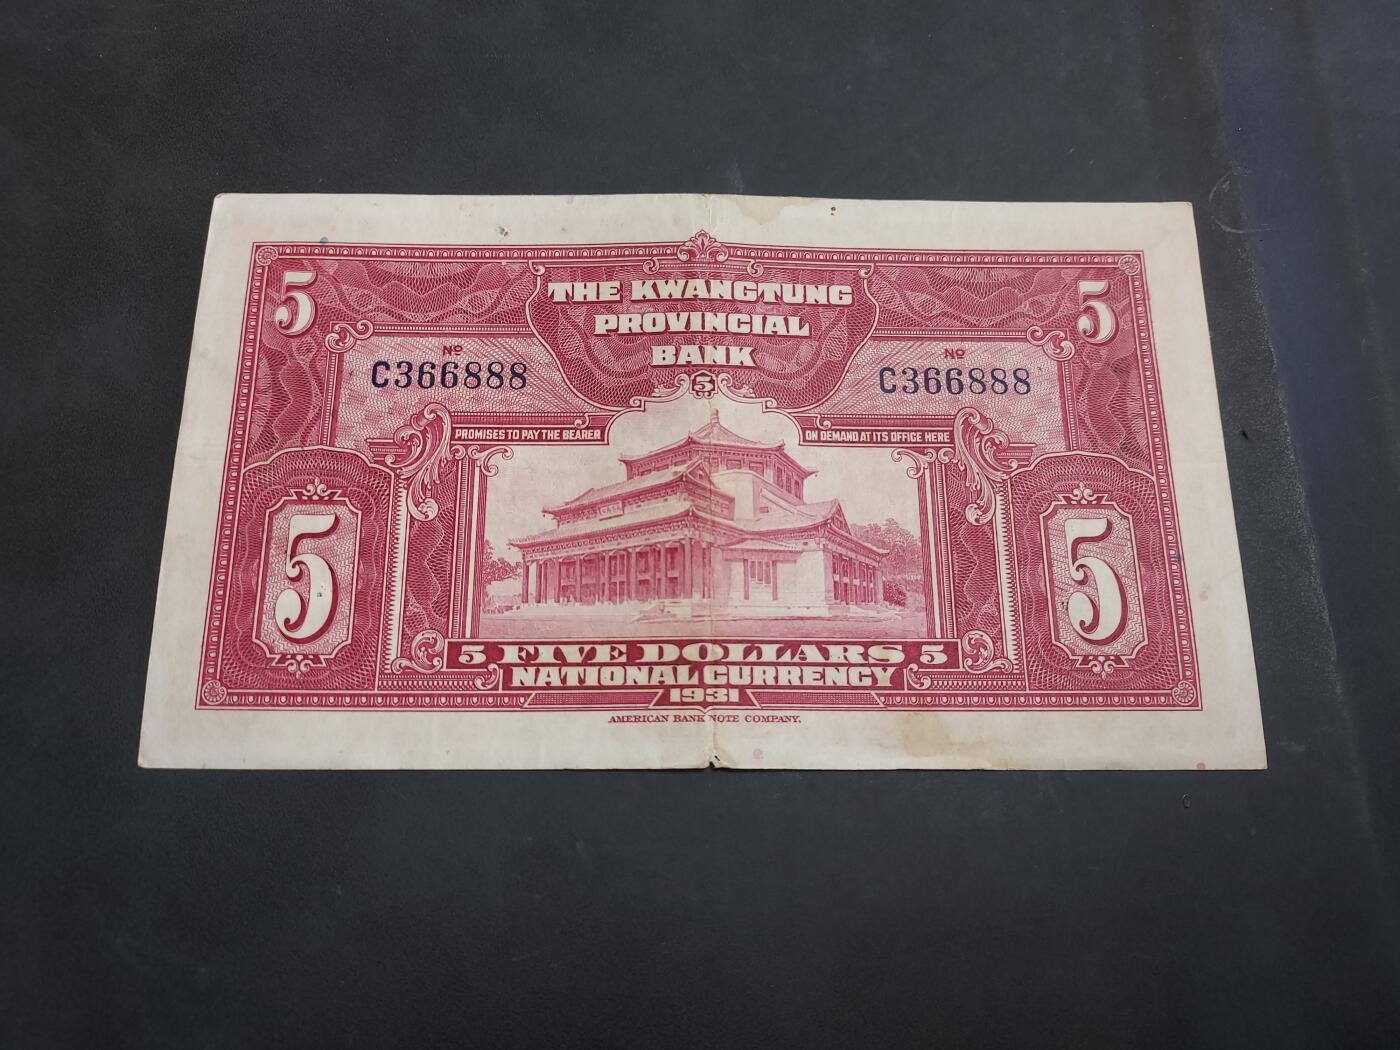 5 THE KWANGTUNG 5
PROVINCIAL
BANK
Nº Nº
C366888 5 C366888
PROMISES TO PAY THE BEARER ON DEMAND AT ITS OFFICE HERE
5 5
5 FIVE DOLLARS 5
NATIONAL CURRENCY
1931
AMERICAN BANK NOTE COMPANY.